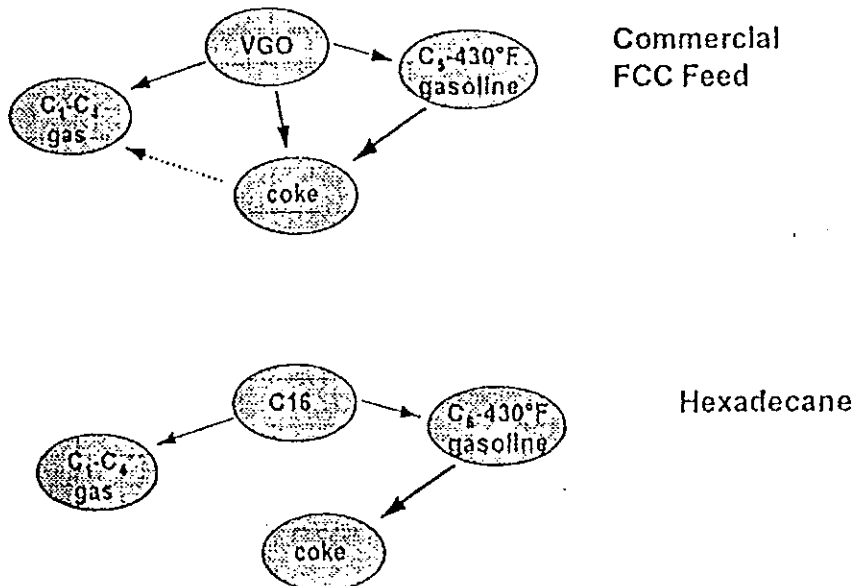 VGO
Commercial
FCC Feed
C₅-430°F
gasoline
C₁-C₄
gas
coke
C16
Hexadecane
C₅-430°F
gasoline
C₁-C₄
gas
coke